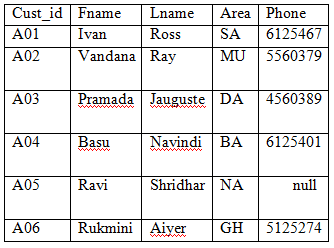 Cust_id Fname Lname Area Phone
A01 Ivan Ross SA 6125467
A02 Vandana Ray MU 5560379
A03 Pramada Jauguste DA 4560389
A04 Basu Navindi BA 6125401
A05 Ravi Shridhar NA null
A06 Rukmini Aiyer GH 5125274